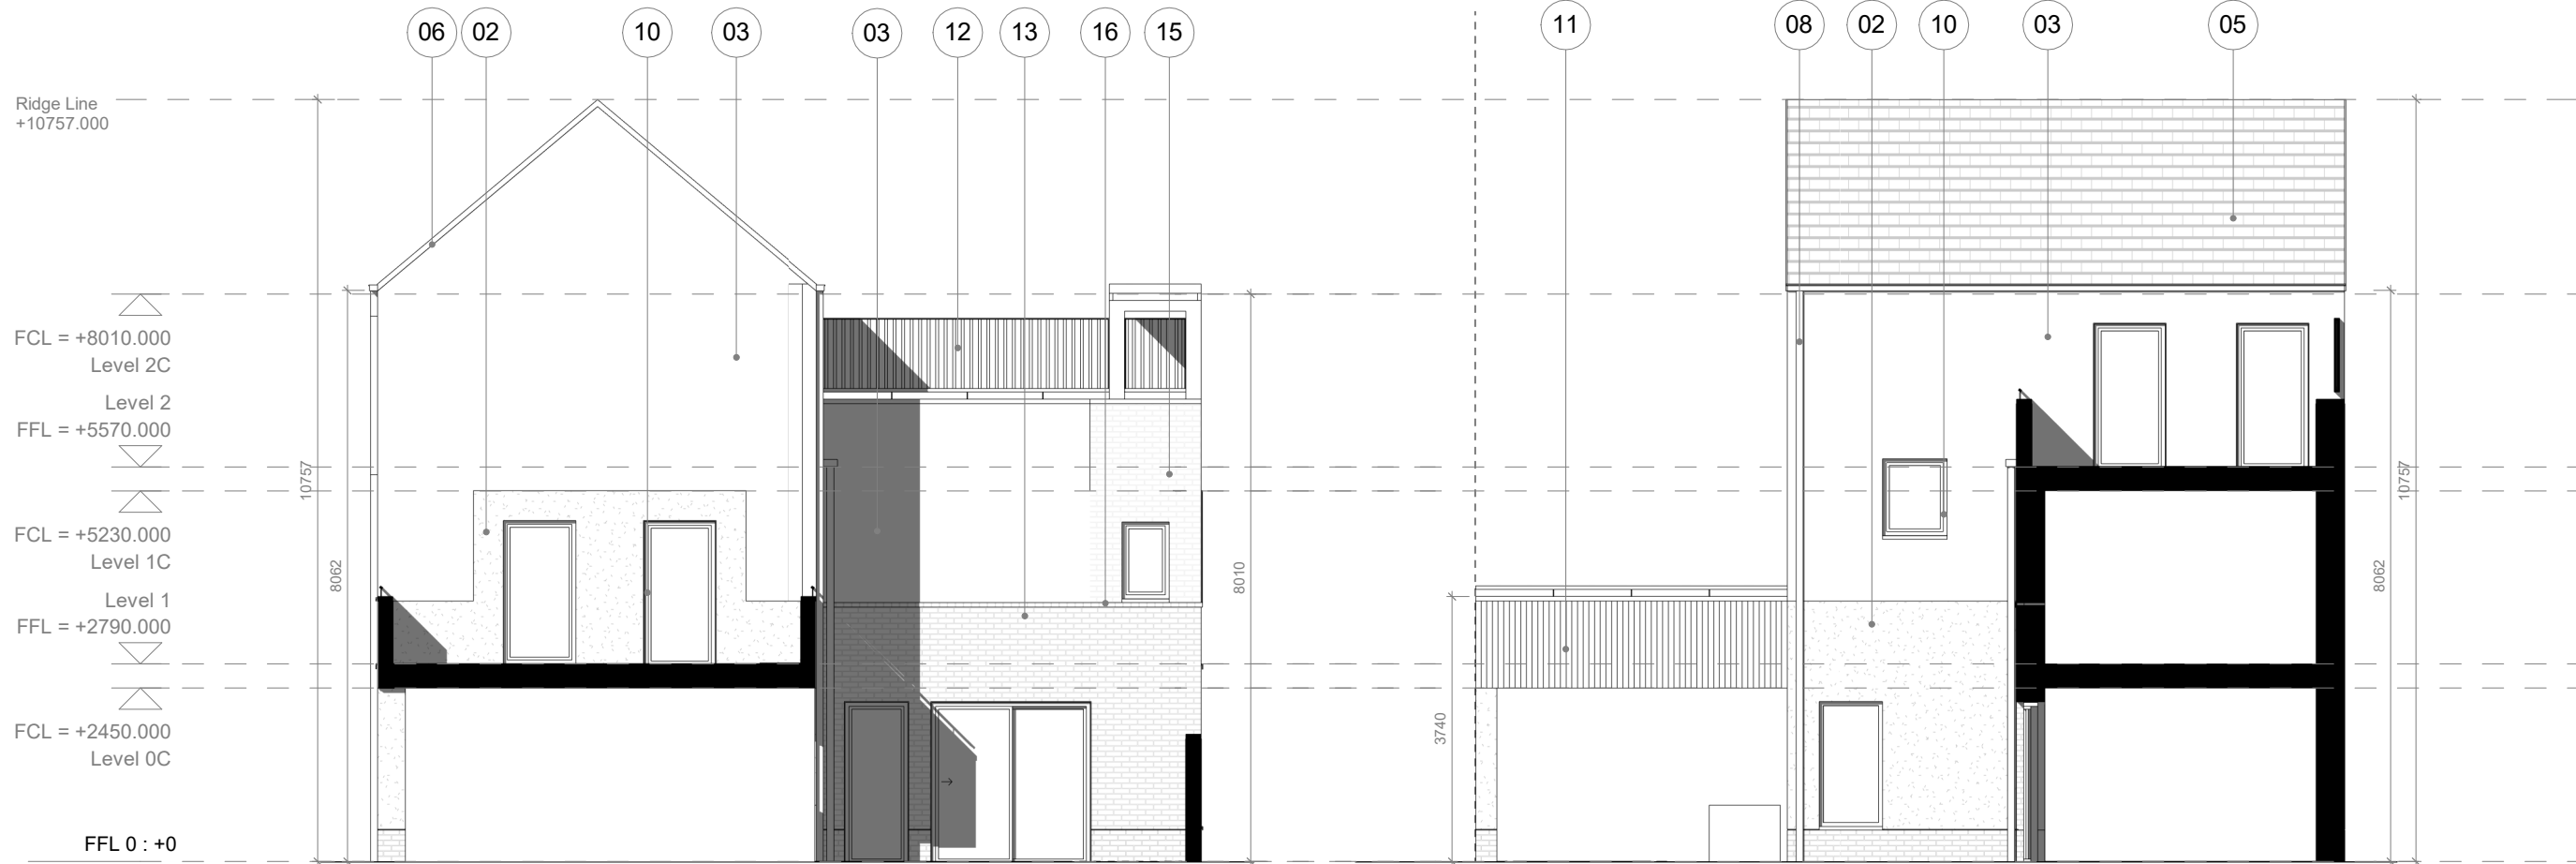 06
02
10
03
03
12
13
16
15
11
08
02
10
03
05
Ridge Line
+10757.000
FCL = +8010.000
Level 2C
Level 2
FFL = +5570.000
FCL = +5230.000
Level 1C
Level 1
FFL = +2790.000
FCL = +2450.000
Level 0C
FFL 0 : +0
10757
8062
8010
3740
10757
8062